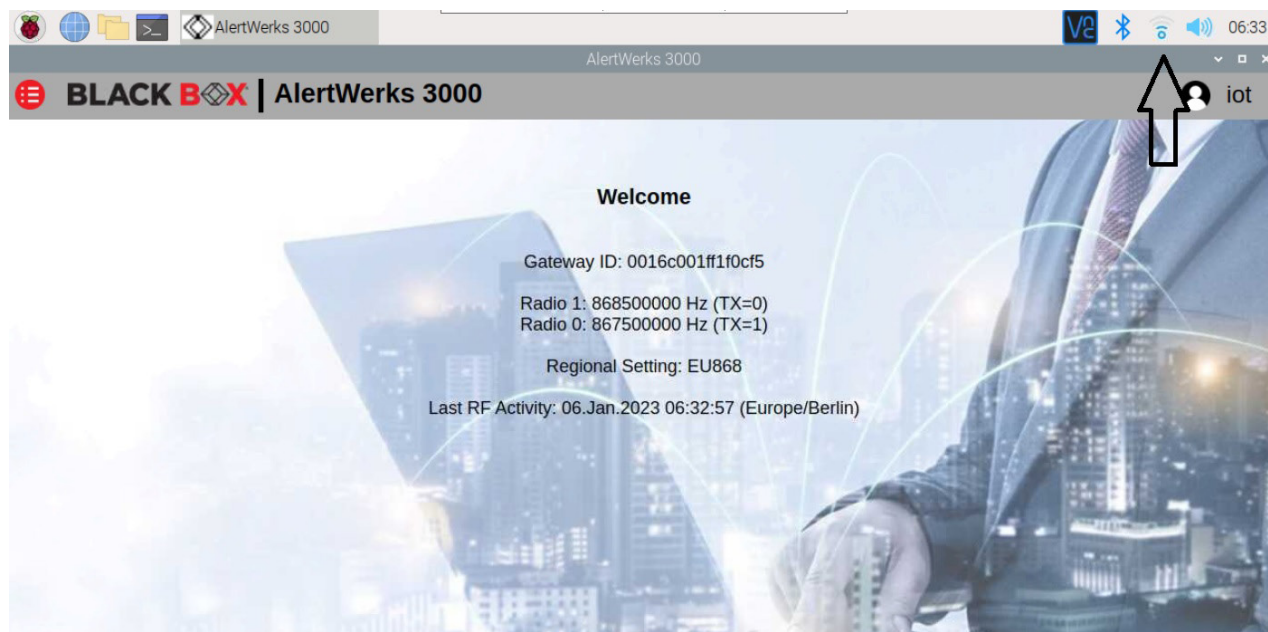 AlertWerks 3000
06:33
AlertWerks 3000
BLACK BOX | AlertWerks 3000
iot
Welcome
Gateway ID: 0016c001ff1f0cf5
Radio 1: 868500000 Hz (TX=0)
Radio 0: 867500000 Hz (TX=1)
Regional Setting: EU868
Last RF Activity: 06.Jan.2023 06:32:57 (Europe/Berlin)